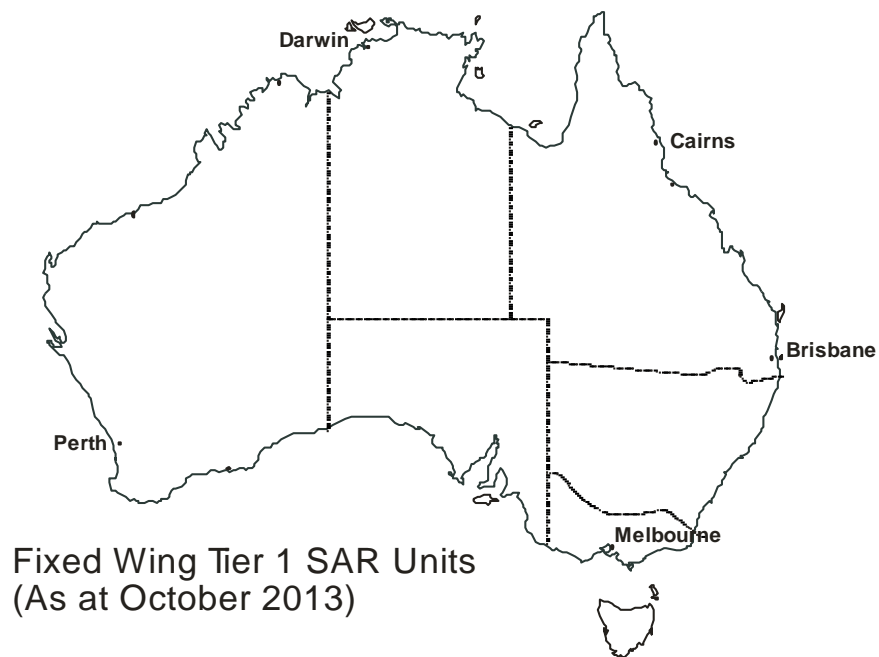 Darwin
Cairns
Brisbane
Perth
Melbourne
Fixed Wing Tier 1 SAR Units
(As at October 2013)